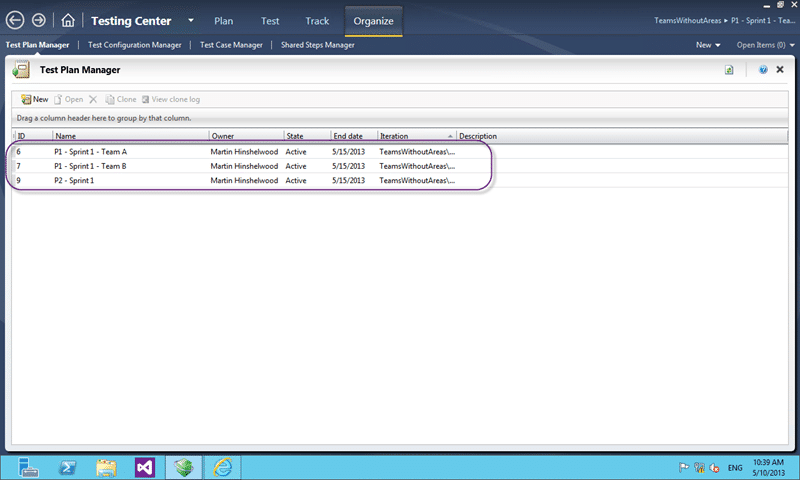 Testing Center Plan Test Track Organize TeamsWithoutAreas ▸ P1 - Sprint 1 - Tea...
Test Plan Manager Test Configuration Manager Test Case Manager Shared Steps Manager New Open Items (0)
Test Plan Manager
New Open Clone View clone log
Drag a column header here to group by that column.
ID Name Owner State End date Iteration Description
6 P1 - Sprint 1 - Team A Martin Hinshelwood Active 5/15/2013 TeamsWithoutAreas\...
7 P1 - Sprint 1 - Team B Martin Hinshelwood Active 5/15/2013 TeamsWithoutAreas\...
9 P2 - Sprint 1 Martin Hinshelwood Active 5/15/2013 TeamsWithoutAreas\...
ENG 10:39 AM
5/10/2013